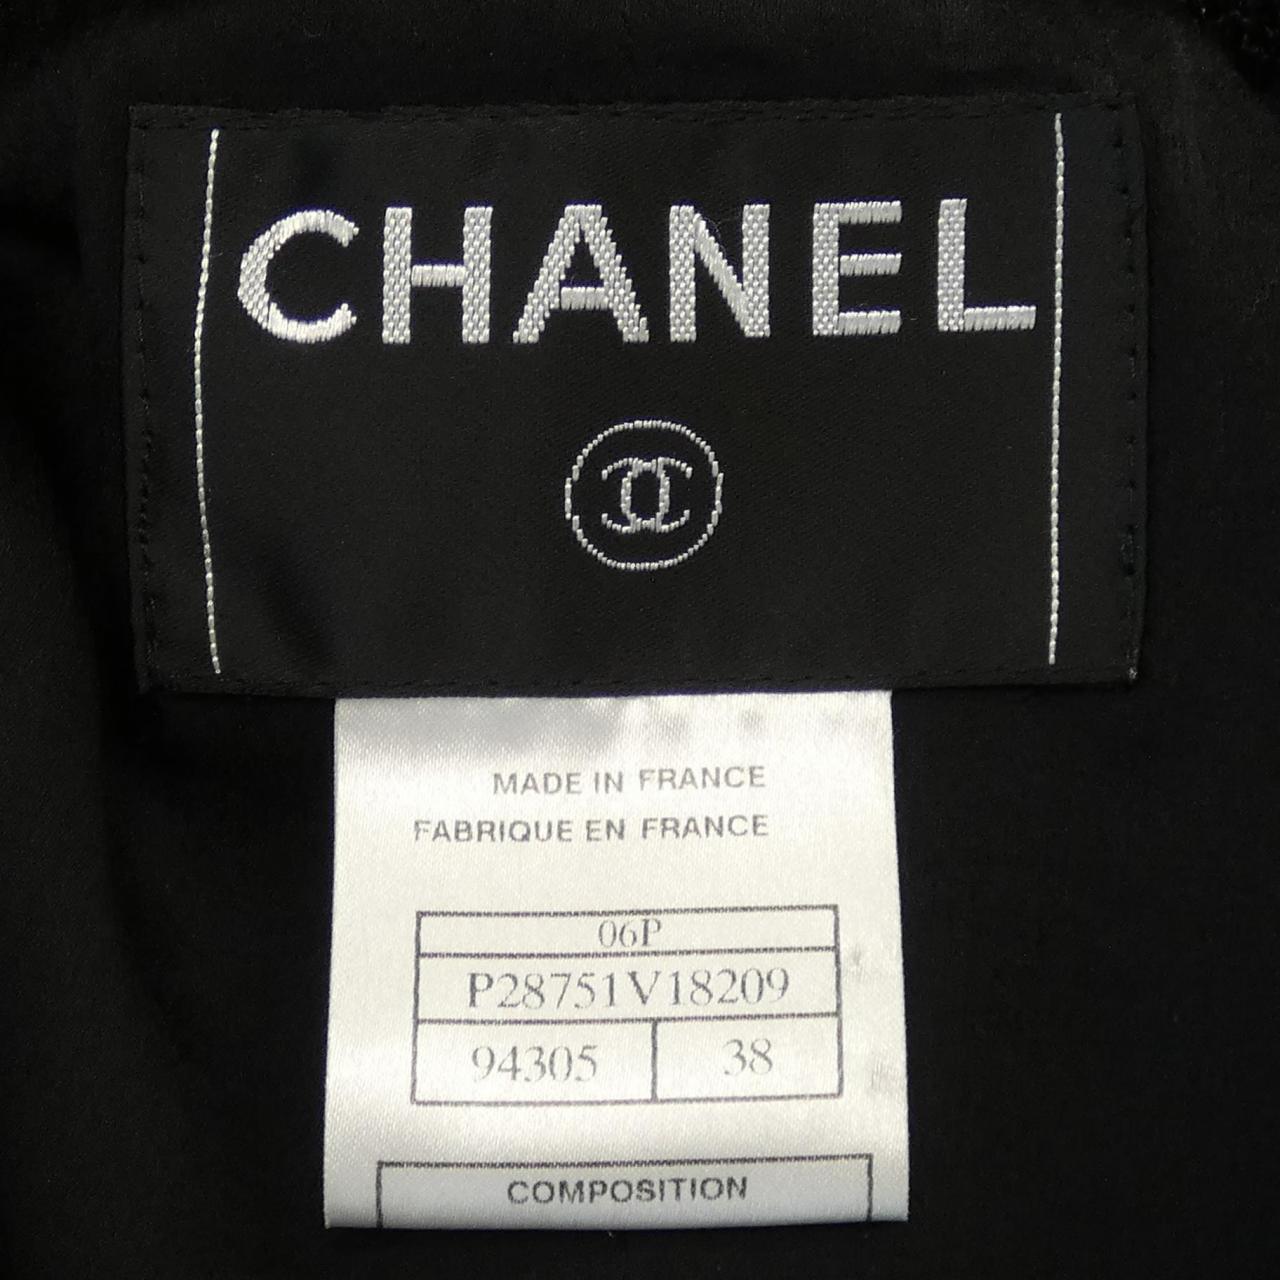 CHANEL
MADE IN FRANCE
FABRIQUE EN FRANCE
06P
P28751V18209
94305 38
COMPOSITION